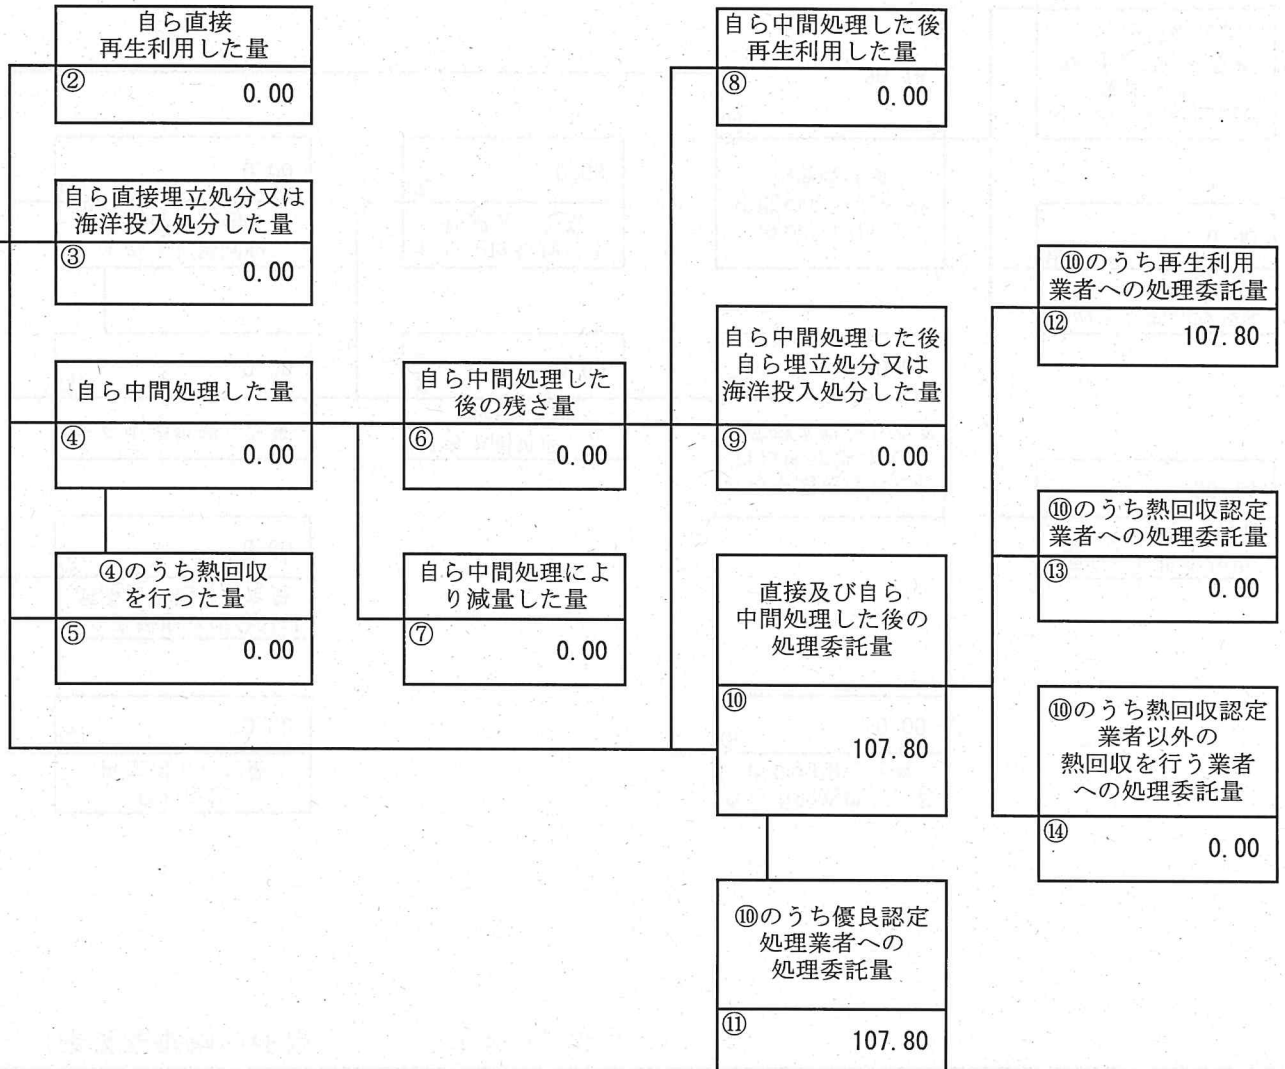 自ら直接
再生利用した量
②
0.00
自ら直接埋立処分又は
海洋投入処分した量
③
0.00
自ら中間処理した量
④
0.00
④のうち熱回収
を行った量
⑤
0.00
自ら中間処理した
後の残さ量
⑥
0.00
自ら中間処理によ
り減量した量
⑦
0.00
自ら中間処理した後
再生利用した量
⑧
0.00
自ら中間処理した後
自ら埋立処分又は
海洋投入処分した量
⑨
0.00
直接及び自ら
中間処理した後の
処理委託量
⑩
107.80
⑩のうち優良認定
処理業者への
処理委託量
⑪
107.80
⑩のうち再生利用
業者への処理委託量
⑫
107.80
⑩のうち熱回収認定
業者への処理委託量
⑬
0.00
⑩のうち熱回収認定
業者以外の
熱回収を行う業者
への処理委託量
⑭
0.00